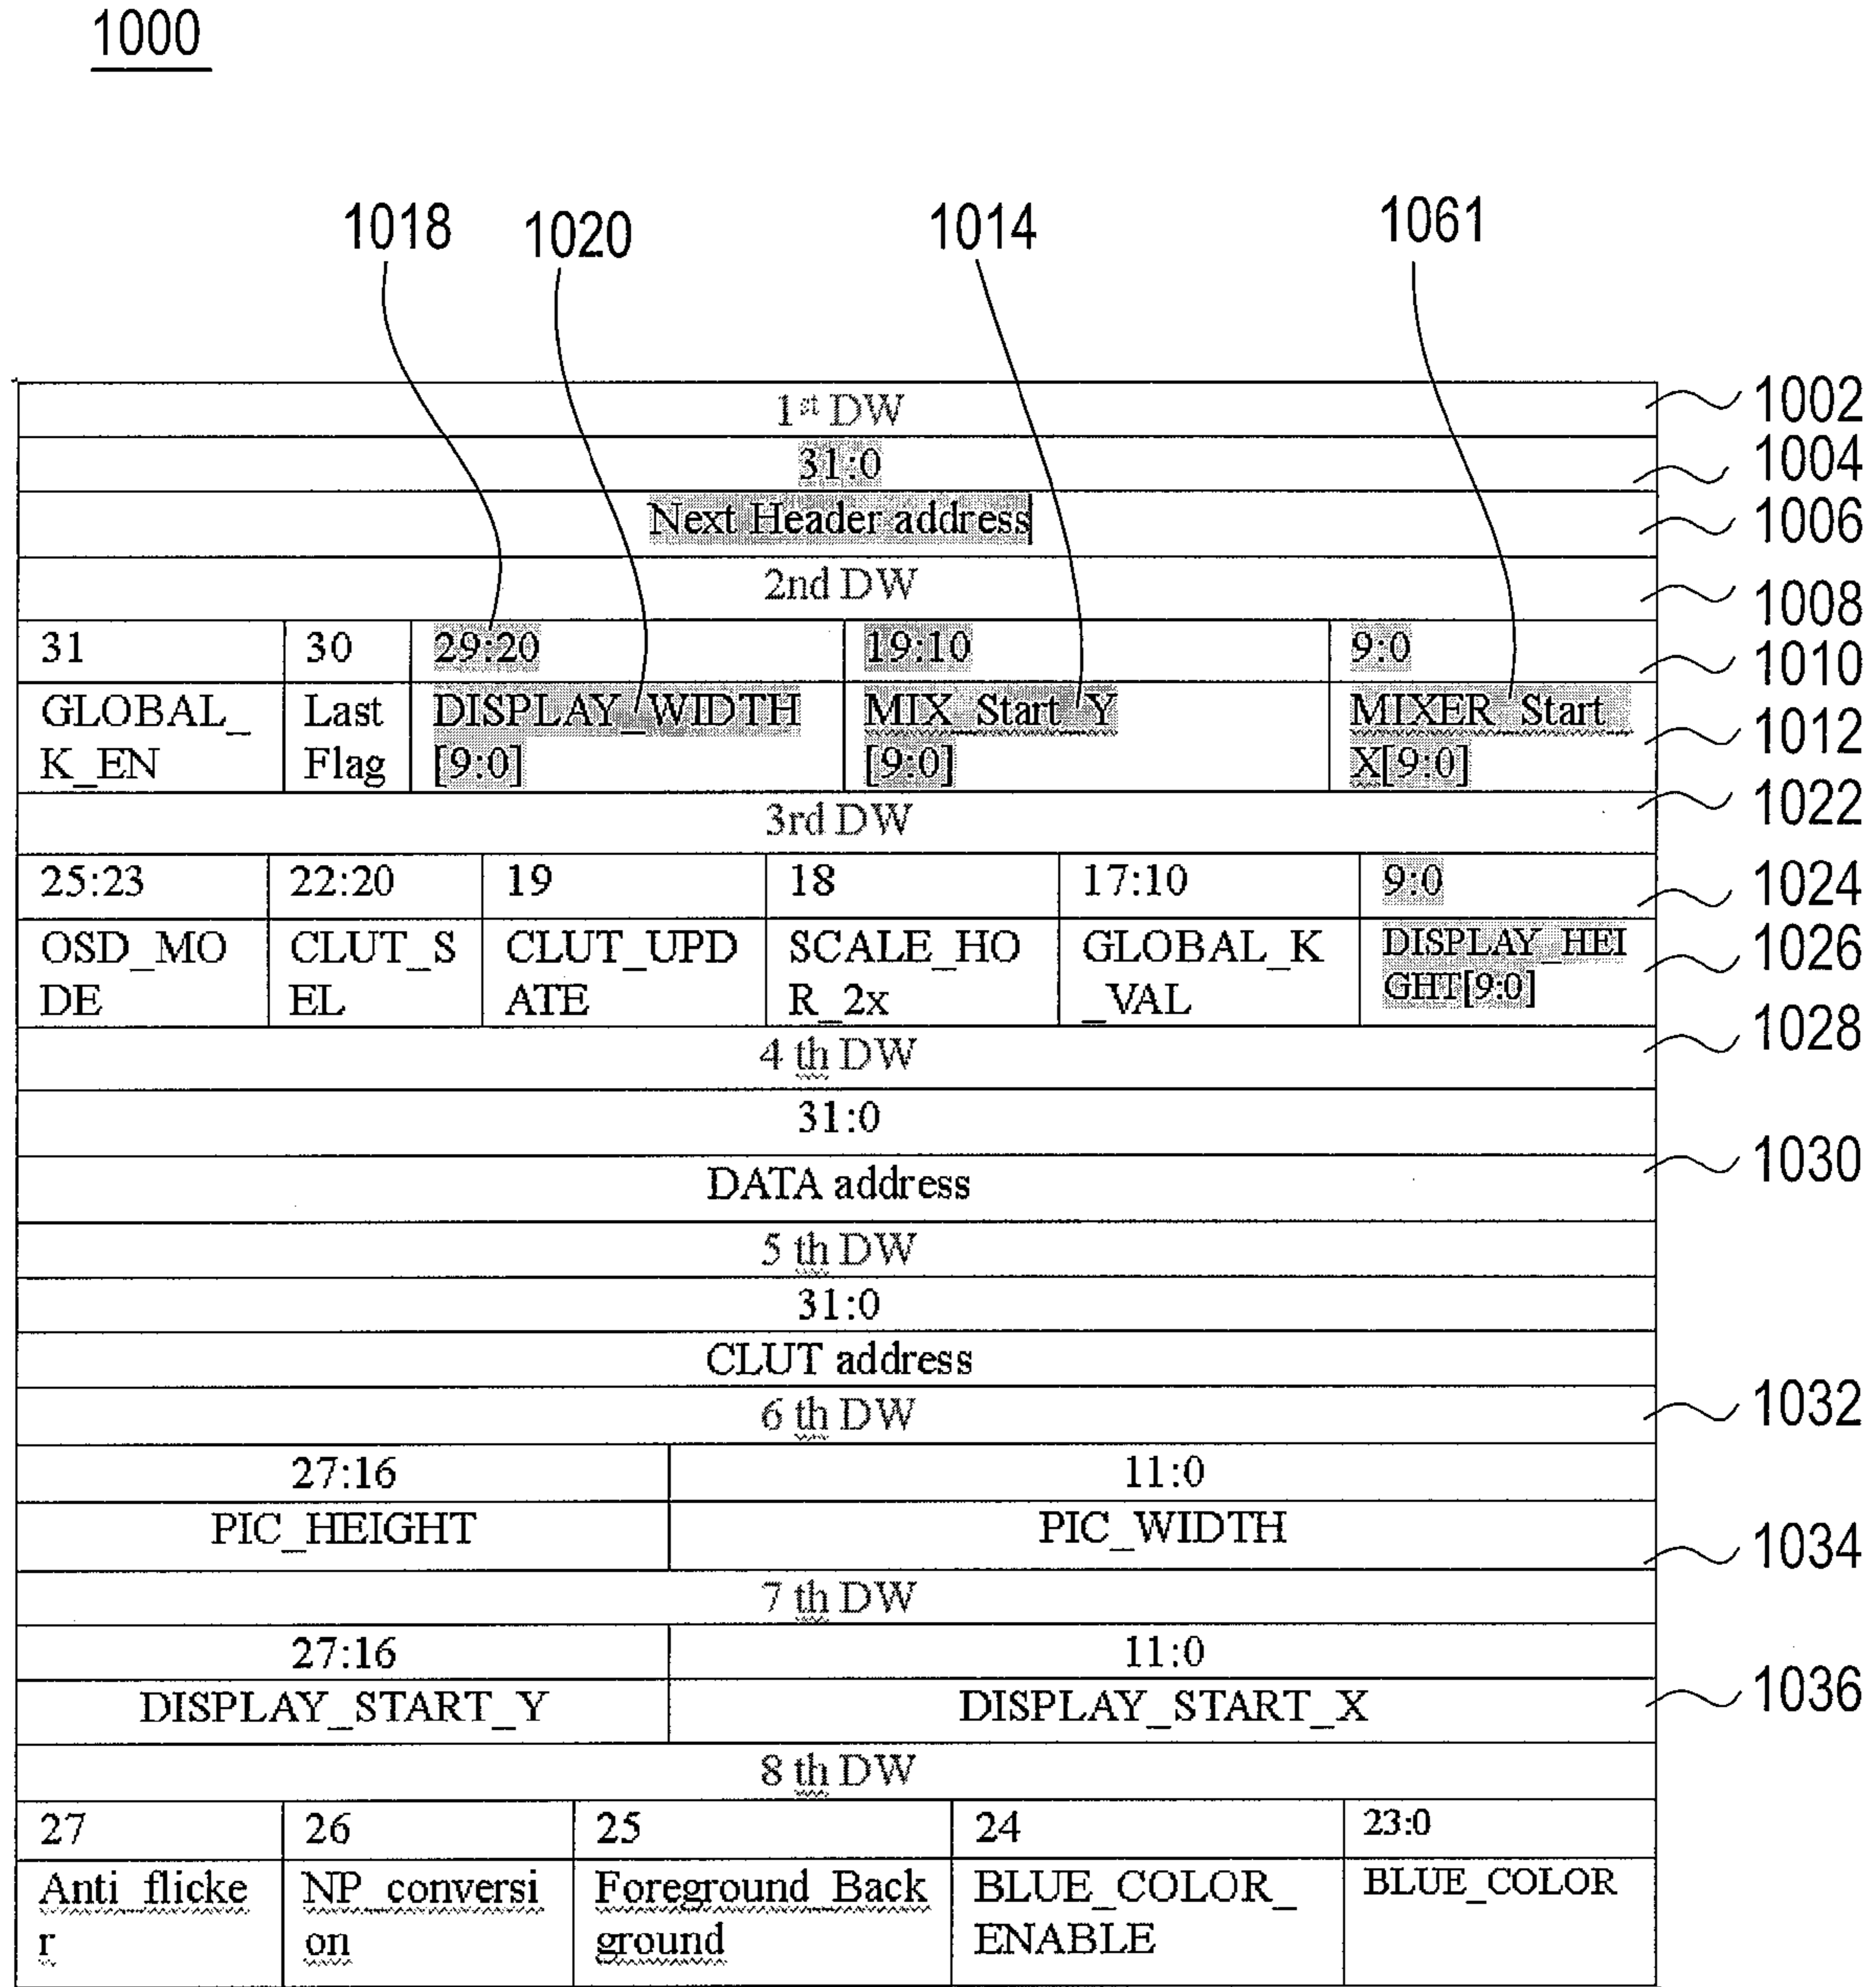 1000
1018 1020 1014 1061
1st DW 1002
31:0 1004
Next Header address 1006
2nd DW 1008
31 30 29:20 19:10 9:0 1010
GLOBAL_ Last DISPLAY_WIDTH MIX_Start_Y MIXER_Start_ 1012
K_EN Flag [9:0] [9:0] X[9:0]
3rd DW 1022
25:23 22:20 19 18 17:10 9:0 1024
OSD_MO CLUT_S CLUT_UPD SCALE_HO GLOBAL_K DISPLAY_HEI 1026
DE EL ATE R_2x _VAL GHT[9:0]
4 th DW 1028
31:0
DATA address 1030
5 th DW
31:0
CLUT address
6 th DW 1032
27:16 11:0
PIC_HEIGHT PIC_WIDTH 1034
7 th DW
27:16 11:0
DISPLAY_START_Y DISPLAY_START_X 1036
8 th DW
27 26 25 24 23:0
Anti_flicke NP_conversi Foreground_Back BLUE_COLOR_ BLUE_COLOR
r on ground ENABLE